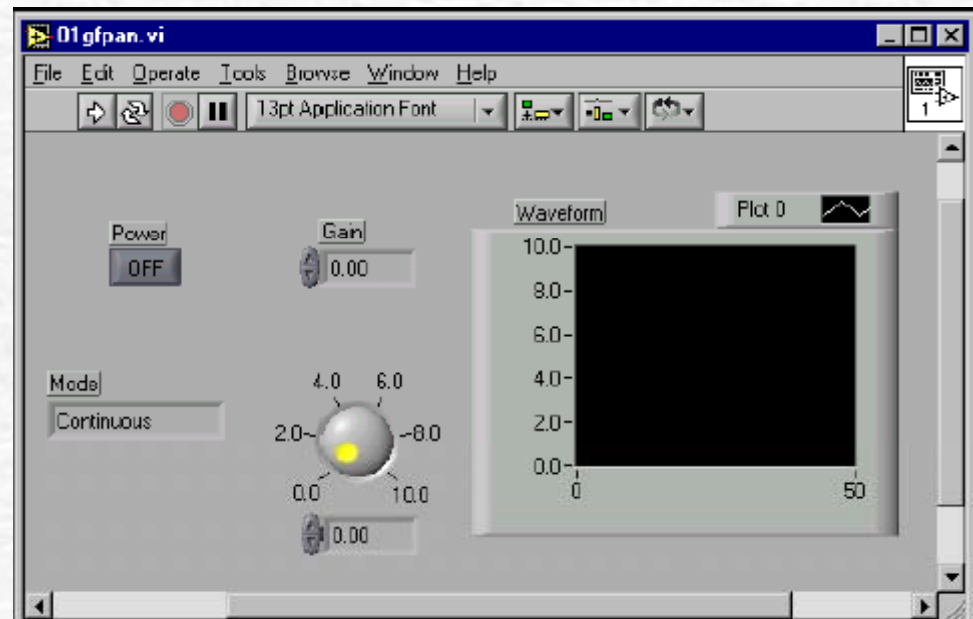 01gfpan.vi
File Edit Operate Tools Browse Window Help
13pt Application Font
1
Power
OFF
Gain
0.00
Waveform
Plot 0
10.0
8.0
6.0
4.0
2.0
0.0
0 50
Mode
Continuous
4.0 6.0
2.0 8.0
0.0 10.0
0.00